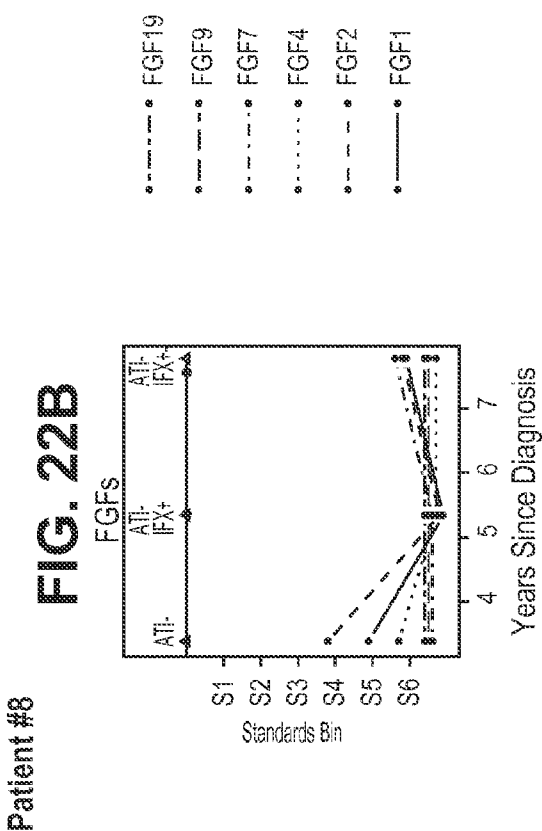 Patient #8
FIG. 22B
FGFs
ATI-
ATI-
IFX+
ATI-
IFX+
S1
S2
S3
S4
S5
S6
Standards Bin
4
5
6
7
Years Since Diagnosis
FGF19
FGF9
FGF7
FGF4
FGF2
FGF1